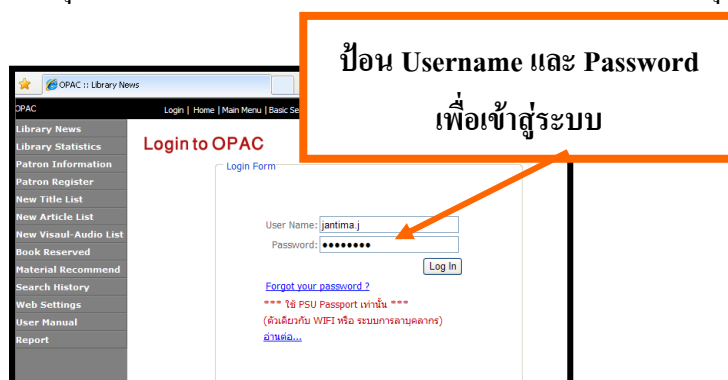 ป้อน Username และ Password
เพื่อเข้าสู่ระบบ
OPAC :: Library News
OPAC
Login | Home | Main Menu | Basic Se
Library News
Library Statistics
Patron Information
Patron Register
New Title List
New Article List
New Visaul-Audio List
Book Reserved
Material Recommend
Search History
Web Settings
User Manual
Report
Login to OPAC
Login Form
User Name: jantima.j
Password: ••••••••
Log In
Forgot your password ?
*** ใช้ PSU Passport เท่านั้น ***
(ตัวเดียวกับ WIFI หรือ ระบบการลาบุคลากร)
อ่านต่อ...